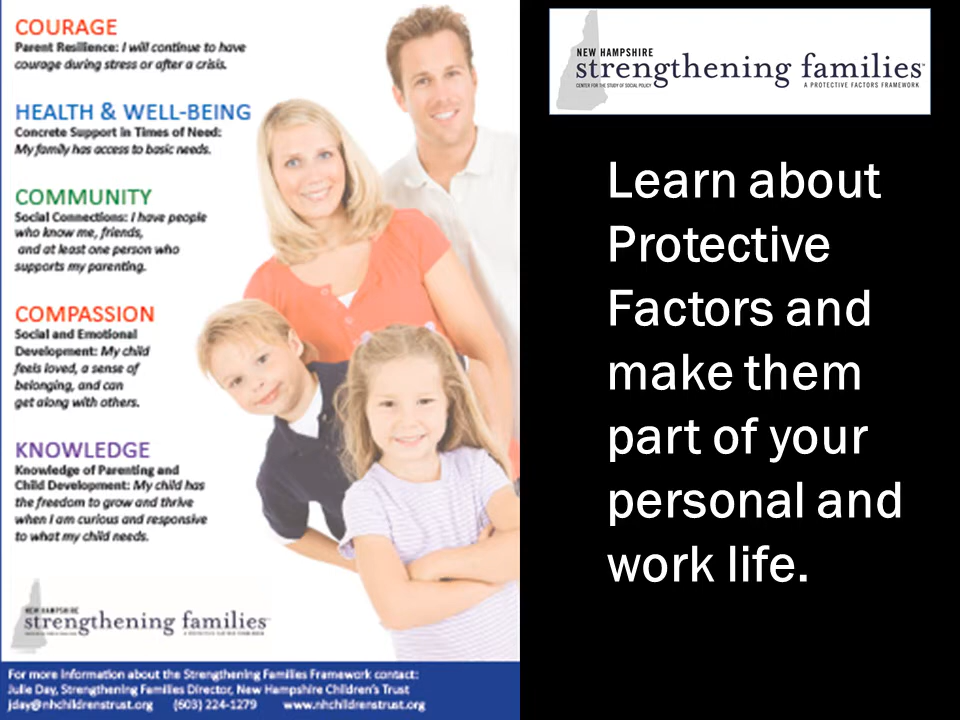 COURAGE
Parent Resilience: I will continue to have
courage during stress or after a crisis.
HEALTH & WELL-BEING
Concrete Support in Times of Need:
My family has access to basic needs.
COMMUNITY
Social Connections: I have people
who know me, friends,
and at least one person who
supports my parenting.
COMPASSION
Social and Emotional
Development: My child
feels loved, a sense of
belonging, and can
get along with others.
KNOWLEDGE
Knowledge of Parenting and
Child Development: My child has
the freedom to grow and thrive
when I am curious and responsive
to what my child needs.
NEW HAMPSHIRE
strengthening families
For more information about the Strengthening Families Framework contact:
Julie Day, Strengthening Families Director, New Hampshire Children's Trust
jday@nhchildrenstrust.org (603) 224-1279 www.nhchildrenstrust.org
NEW HAMPSHIRE
strengthening families™
CENTER FOR THE STUDY OF SOCIAL POLICY A PROTECTIVE FACTORS FRAMEWORK
Learn about
Protective
Factors and
make them
part of your
personal and
work life.